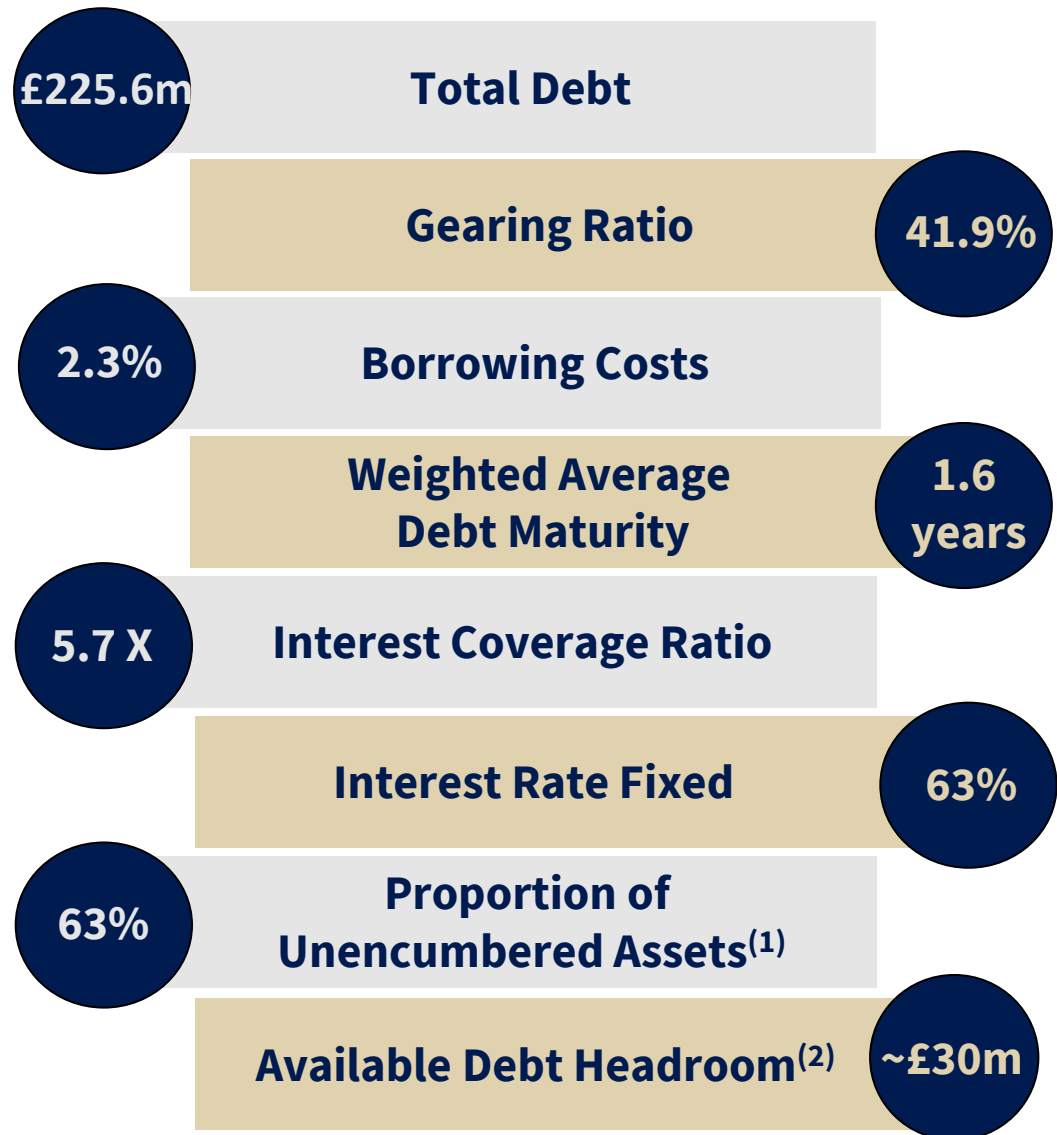 £225.6m
Total Debt
Gearing Ratio
41.9%
2.3%
Borrowing Costs
Weighted Average
Debt Maturity
1.6
years
5.7 X
Interest Coverage Ratio
Interest Rate Fixed
63%
63%
Proportion of
Unencumbered Assets(1)
Available Debt Headroom(2)
~£30m